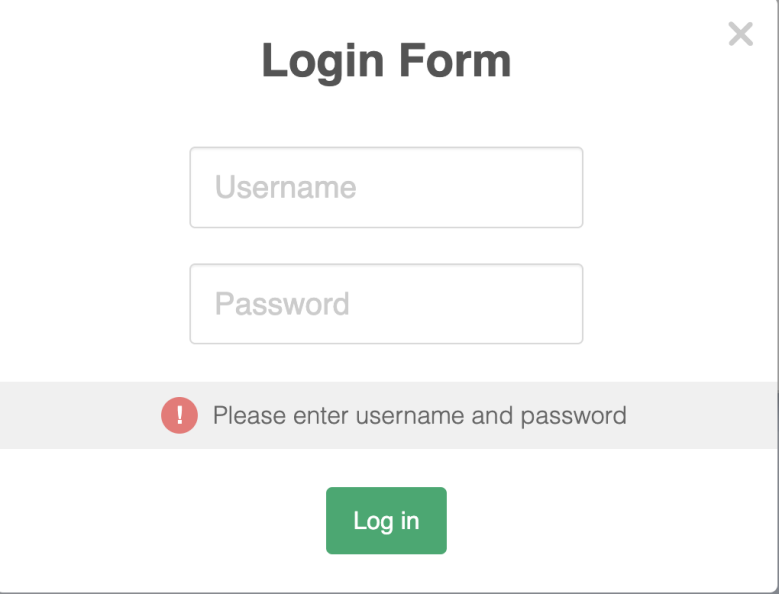 Login Form
Username
Password
Please enter username and password
Log in